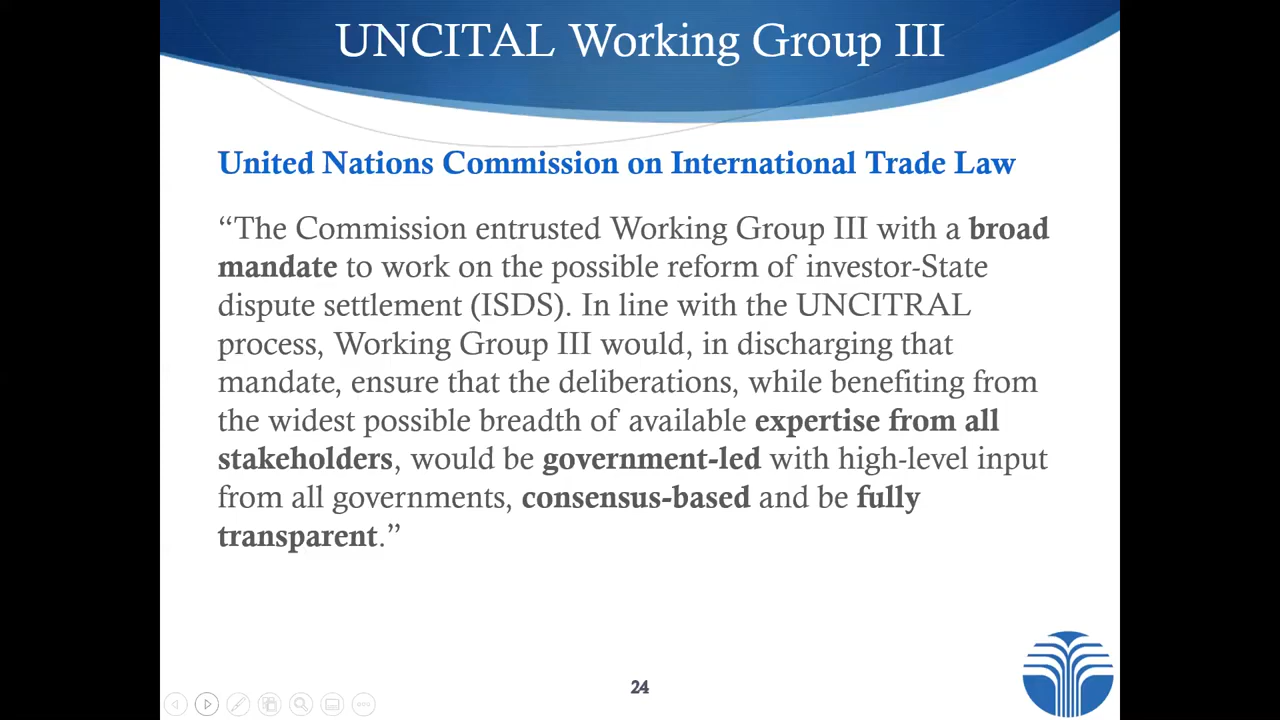 UNCITAL Working Group III
United Nations Commission on International Trade Law
“The Commission entrusted Working Group III with a broad
mandate to work on the possible reform of investor-State
dispute settlement (ISDS). In line with the UNCITRAL
process, Working Group III would, in discharging that
mandate, ensure that the deliberations, while benefiting from
the widest possible breadth of available expertise from all
stakeholders, would be government-led with high-level input
from all governments, consensus-based and be fully
transparent.”
24